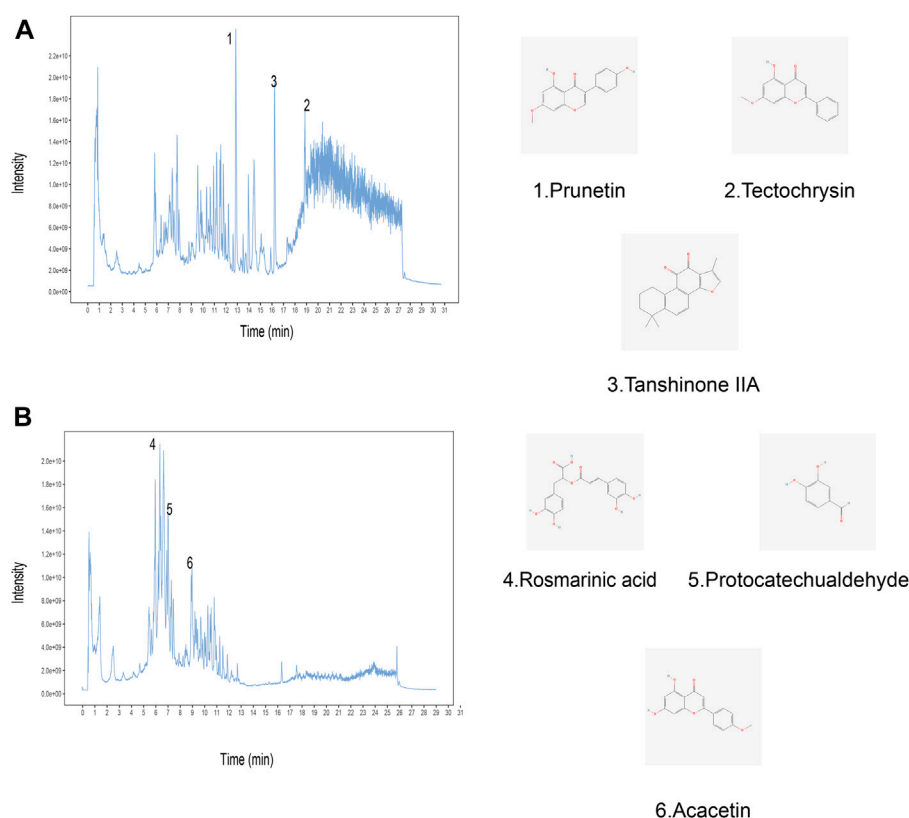 A
Intensity
2.2e+10
2.0e+10
1.8e+10
1.6e+10
1.4e+10
1.2e+10
1.0e+10
8.0e+09
6.0e+09
4.0e+09
2.0e+09
0.0e+00
1
3
2
0 1 2 3 4 5 6 7 8 9 10 11 12 13 14 15 16 17 18 19 20 21 22 23 24 25 26 27 28 29 30 31
Time (min)
1.Prunetin
2.Tectochrysin
3.Tanshinone IIA
B
Intensity
2.0e+10
1.8e+10
1.6e+10
1.4e+10
1.2e+10
1.0e+10
8.0e+09
6.0e+09
4.0e+09
2.0e+09
0.0e+00
4
5
6
0 1 2 3 4 5 6 7 8 9 10 11 12 13 14 15 16 17 18 19 20 21 22 23 24 25 26 27 28 29 30 31
Time (min)
4.Rosmarinic acid
5.Protocatechualdehyde
6.Acacetin